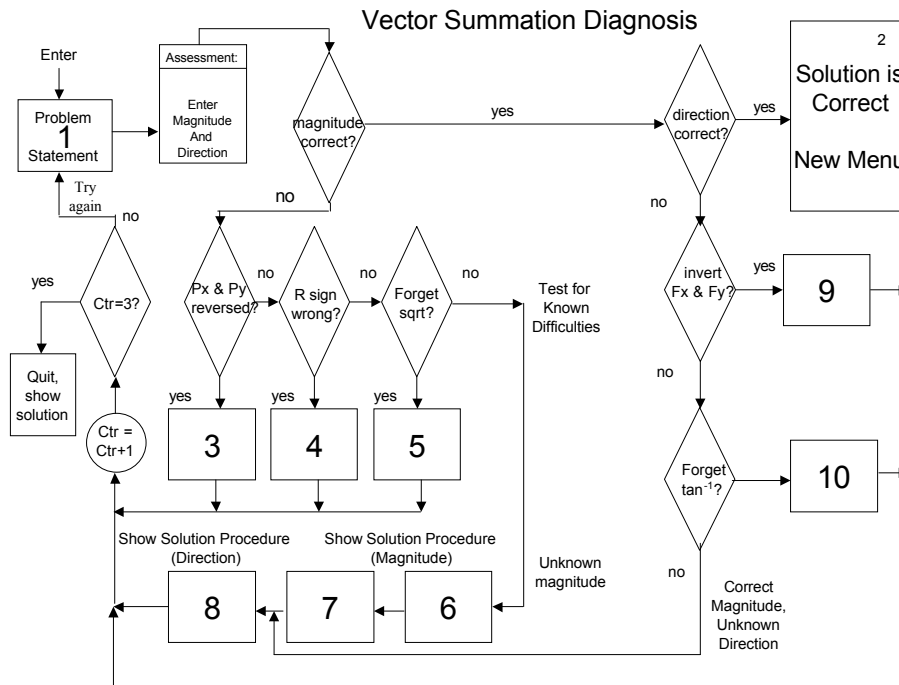 Vector Summation Diagnosis
Enter
Problem
1
Statement
Assessment:
Enter
Magnitude
And
Direction
magnitude
correct?
yes
direction
correct?
yes
2
Solution is
Correct
New Menu
Try
again
no
no
no
yes
Ctr=3?
Quit,
show
solution
Ctr =
Ctr+1
Px & Py
reversed?
no
R sign
wrong?
no
Forget
sqrt?
no
Test for
Known
Difficulties
invert
Fx & Fy?
yes
9
no
yes
3
yes
4
yes
5
Forget
tan-1?
10
Show Solution Procedure
(Direction)
Show Solution Procedure
(Magnitude)
Unknown
magnitude
no
Correct
Magnitude,
Unknown
Direction
8
7
6